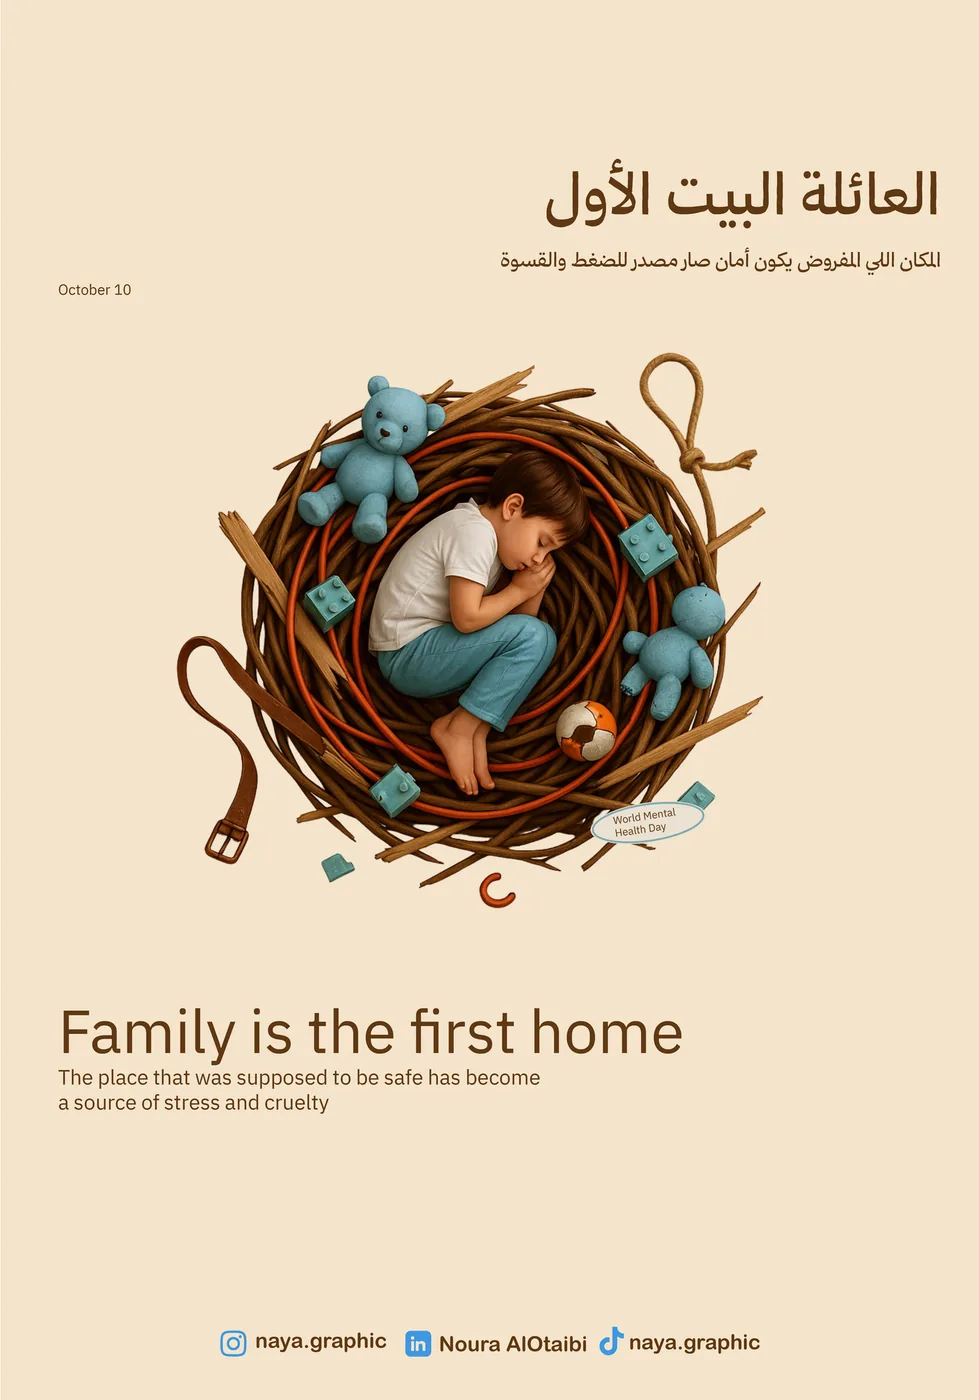 العائلة البيت الأول
المكان اللي المفروض يكون أمان صار مصدر للضغط والقسوة
October 10
World Mental
Health Day
Family is the first home
The place that was supposed to be safe has become
a source of stress and cruelty
naya.graphic
in Noura AlOtaibi
naya.graphic